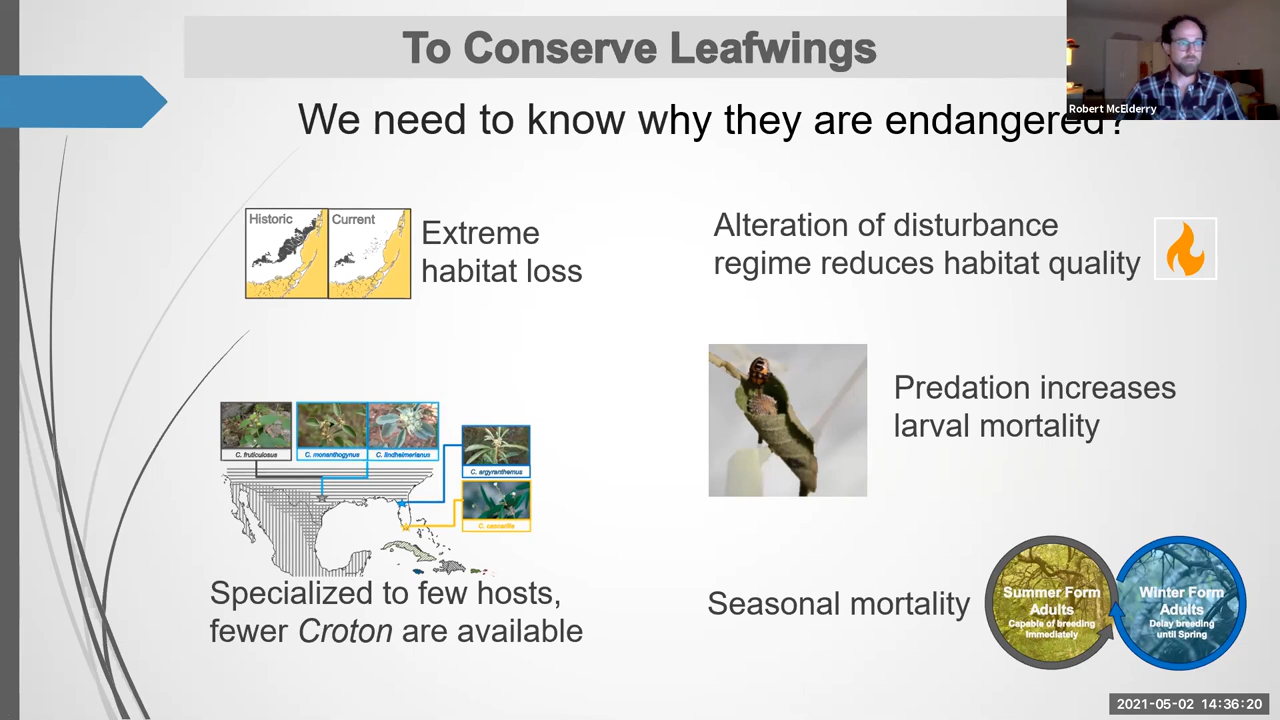 To Conserve Leafwings
Robert McElderry
We need to know why they are endangered?
Historic
Current
Extreme
habitat loss
Alteration of disturbance
regime reduces habitat quality
Predation increases
larval mortality
C. fruticulosus
C. monanthogynus
C. lindheimerianus
C. argyranthemus
C. cascarilla
Specialized to few hosts,
fewer Croton are available
Seasonal mortality
Summer Form
Adults
Capable of breeding
Immediately
Winter Form
Adults
Delay breeding
until Spring
2021-05-02 14:36:20